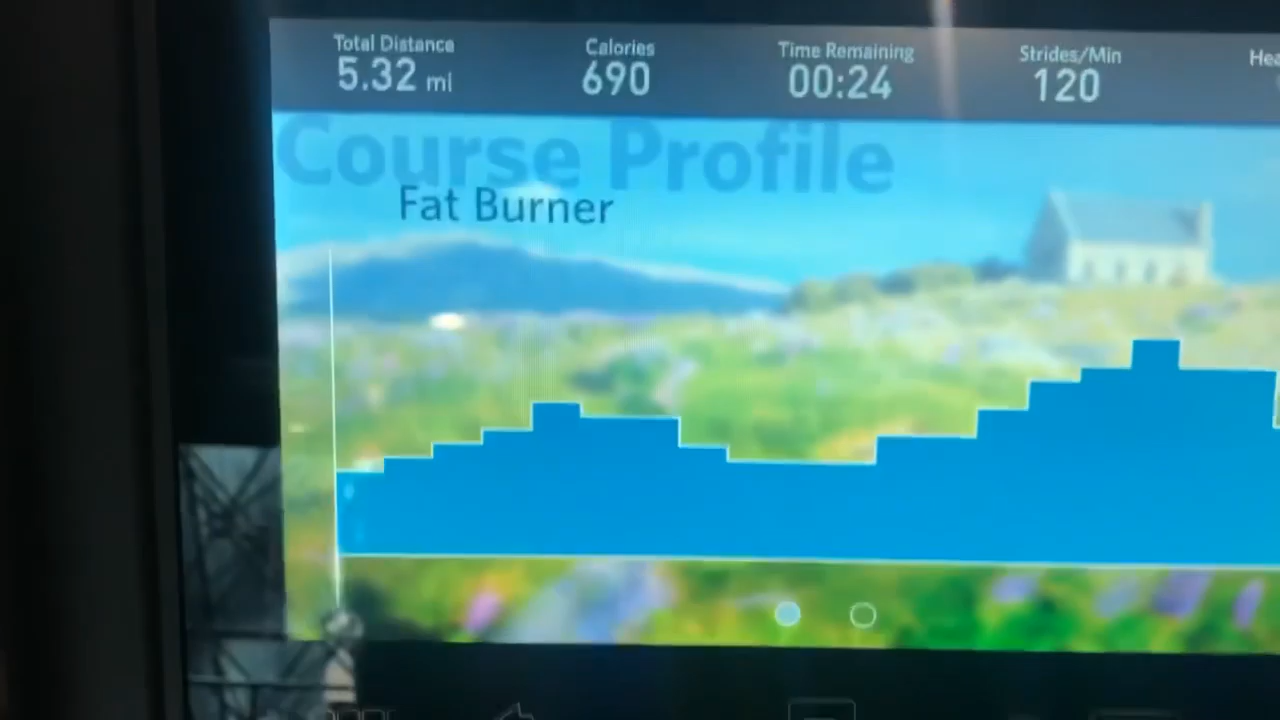 Total Distance
5.32 mi
Calories
690
Time Remaining
00:24
Strides/Min
120
Course Profile
Fat Burner